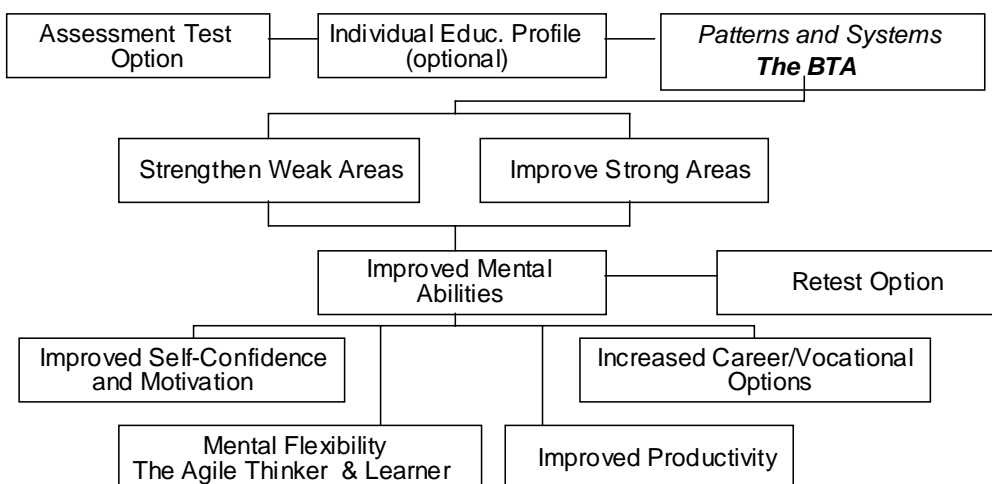 Assessment Test
Option
Individual Educ. Profile
(optional)
Patterns and Systems
The BTA
Strengthen Weak Areas
Improve Strong Areas
Improved Mental
Abilities
Retest Option
Improved Self-Confidence
and Motivation
Increased Career/Vocational
Options
Mental Flexibility
The Agile Thinker & Learner
Improved Productivity